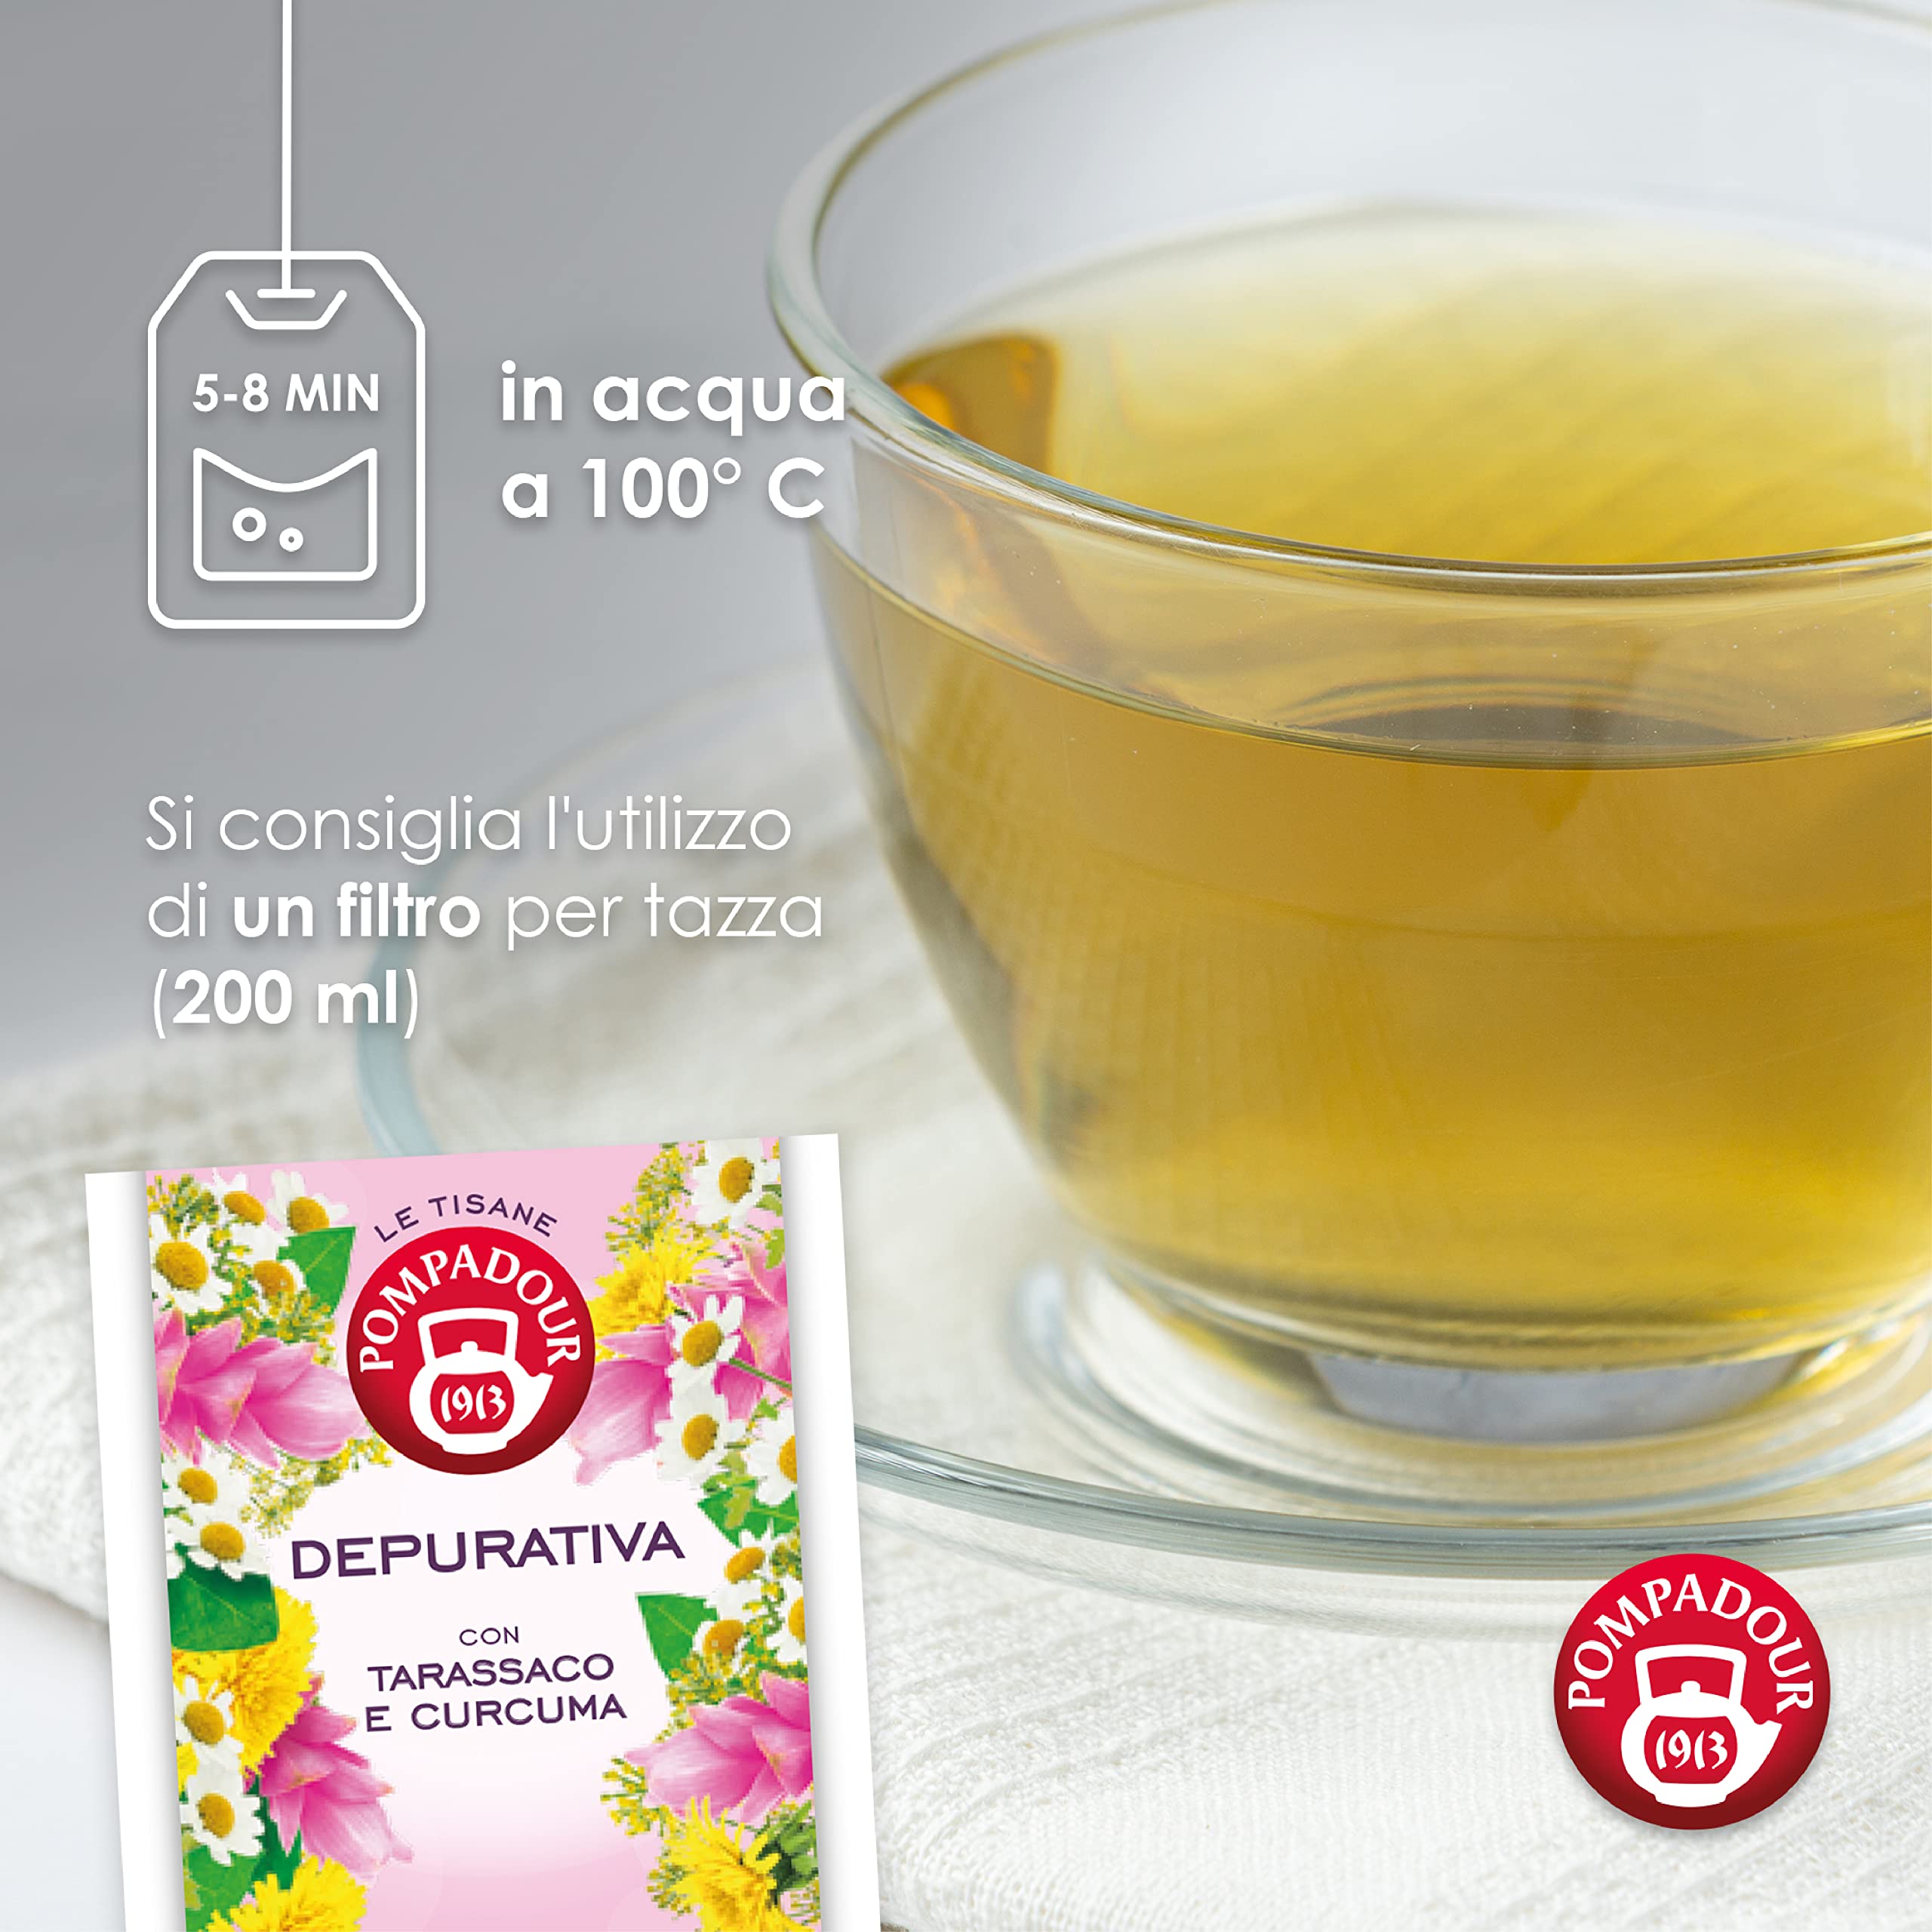 5-8 MIN
in acqua
a 100° C
Si consiglia l'utilizzo
di un filtro per tazza
(200 ml)
LE TISANE
POMPADOUR
1913
DEPURATIVA
CON
TARASSACO
E CURCUMA
POMPADOUR
1913